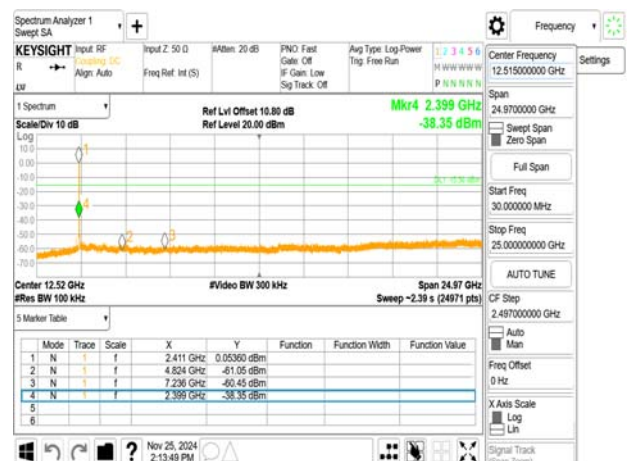 Spectrum Analyzer 1
Swept SA
Frequency
KEYSIGHT
R
Input: RF
Coupling: DC
Align: Auto
Input Z: 50 Ω
Freq Ref: Int (S)
#Atten: 20 dB
PNO: Fast
Gate: Off
IF Gain: Low
Sig Track: Off
Avg Type: Log-Power
Trig: Free Run
1 2 3 4 5 6
M W W W W W
P N N N N N
Center Frequency
12.515000000 GHz
Settings
1 Spectrum
Scale/Div 10 dB
Log
Ref Lvl Offset 10.80 dB
Ref Level 20.00 dBm
Mkr4 2.399 GHz
-38.35 dBm
10.0
0.00
-10.0
-20.0
-30.0
-40.0
-50.0
-60.0
-70.0
1
4
2
3
Center 12.52 GHz
#Res BW 100 kHz
#Video BW 300 kHz
Span 24.97 GHz
Sweep ~2.39 s (24971 pts)
Span
24.9700000 GHz
Swept Span
Zero Span
Full Span
Start Freq
30.000000 MHz
Stop Freq
25.000000000 GHz
AUTO TUNE
CF Step
2.497000000 GHz
Auto
Man
Freq Offset
0 Hz
X Axis Scale
Log
Lin
Signal Track
5 Marker Table
Mode Trace Scale X Y Function Function Width Function Value
1 N 1 f 2.411 GHz 0.05360 dBm
2 N 1 f 4.824 GHz -61.05 dBm
3 N 1 f 7.236 GHz -60.45 dBm
4 N 1 f 2.399 GHz -38.35 dBm
5
6
?
Nov 25, 2024
2:13:49 PM